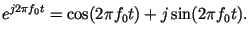 $e^{j2\pi f_0 t} = \cos(2\pi f_0 t) + j\sin(2\pi f_0 t).$